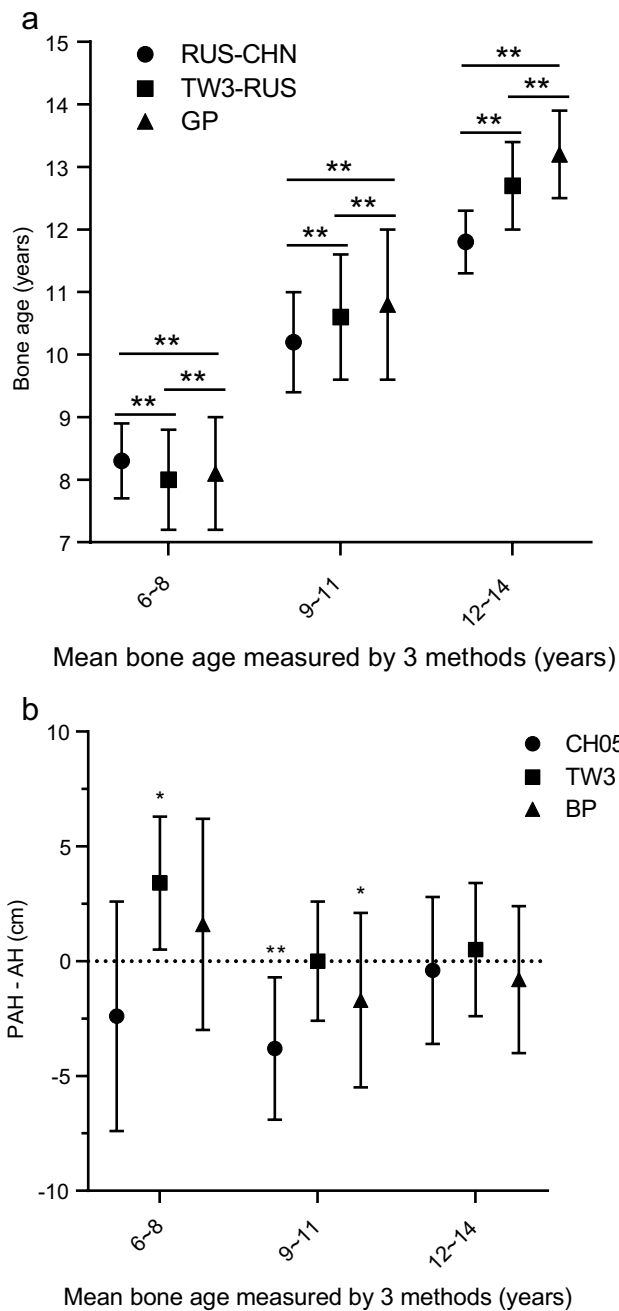 a
15
14
13
12
11
10
9
8
7
Bone age (years)
RUS-CHN
TW3-RUS
GP
**
**
**
**
**
**
**
**
**
6~8
9~11
12~14
Mean bone age measured by 3 methods (years)
b
10
5
0
-5
-10
PAH - AH (cm)
CH05
TW3
BP
*
**
*
6~8
9~11
12~14
Mean bone age measured by 3 methods (years)